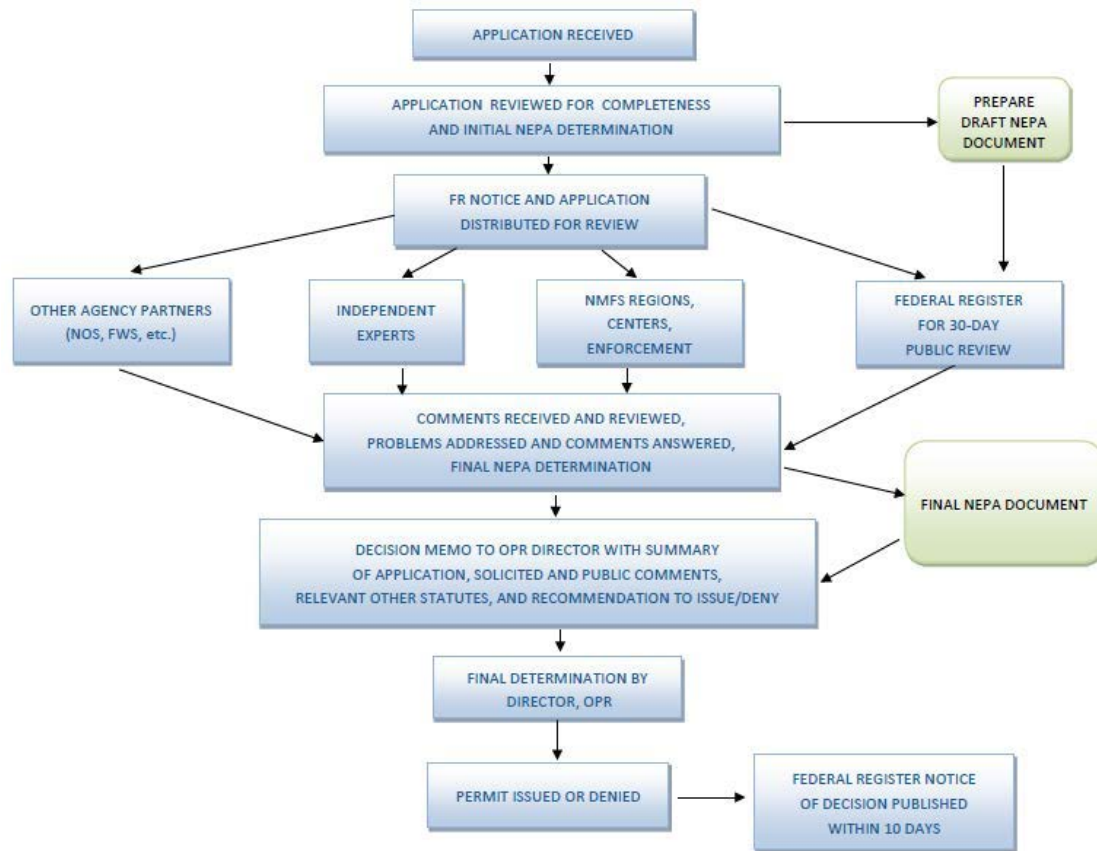 APPLICATION RECEIVED
APPLICATION REVIEWED FOR COMPLETENESS
AND INITIAL NEPA DETERMINATION
PREPARE
DRAFT NEPA
DOCUMENT
FR NOTICE AND APPLICATION
DISTRIBUTED FOR REVIEW
OTHER AGENCY PARTNERS
(NOS, FWS, etc.)
INDEPENDENT
EXPERTS
NMFS REGIONS,
CENTERS,
ENFORCEMENT
FEDERAL REGISTER
FOR 30-DAY
PUBLIC REVIEW
COMMENTS RECEIVED AND REVIEWED,
PROBLEMS ADDRESSED AND COMMENTS ANSWERED,
FINAL NEPA DETERMINATION
FINAL NEPA DOCUMENT
DECISION MEMO TO OPR DIRECTOR WITH SUMMARY
OF APPLICATION, SOLICITED AND PUBLIC COMMENTS,
RELEVANT OTHER STATUTES, AND RECOMMENDATION TO ISSUE/DENY
FINAL DETERMINATION BY
DIRECTOR, OPR
PERMIT ISSUED OR DENIED
FEDERAL REGISTER NOTICE
OF DECISION PUBLISHED
WITHIN 10 DAYS